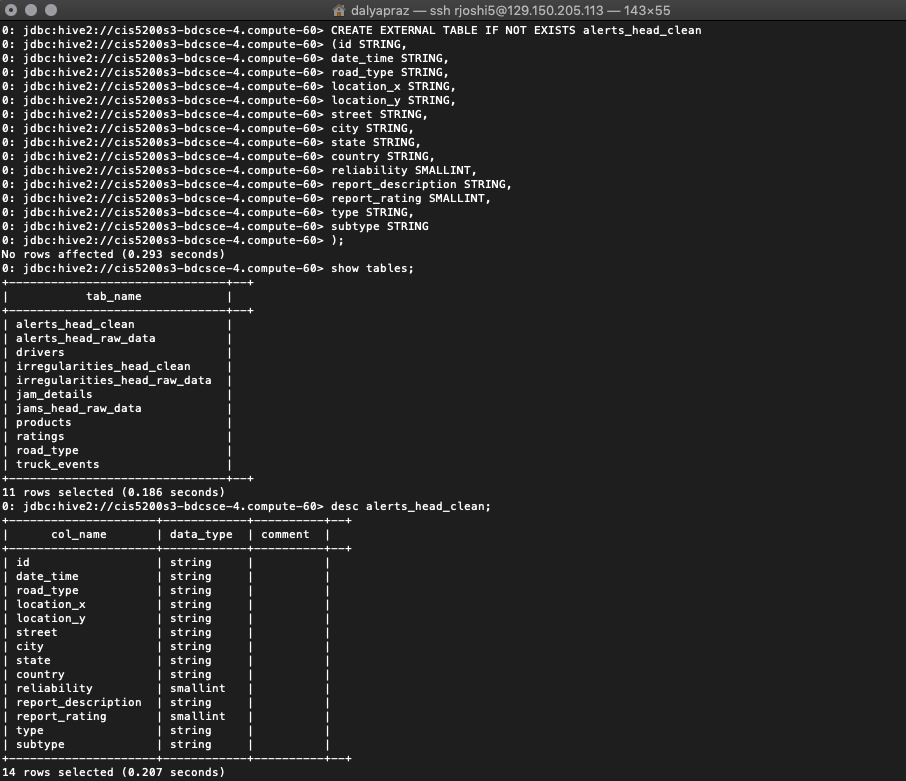 dalyapraz — ssh rjoshi5@129.150.205.113 — 143×55
0: jdbc:hive2://cis5200s3-bdcsce-4.compute-60> CREATE EXTERNAL TABLE IF NOT EXISTS alerts_head_clean
0: jdbc:hive2://cis5200s3-bdcsce-4.compute-60> (id STRING,
0: jdbc:hive2://cis5200s3-bdcsce-4.compute-60> date_time STRING,
0: jdbc:hive2://cis5200s3-bdcsce-4.compute-60> road_type STRING,
0: jdbc:hive2://cis5200s3-bdcsce-4.compute-60> location_x STRING,
0: jdbc:hive2://cis5200s3-bdcsce-4.compute-60> location_y STRING,
0: jdbc:hive2://cis5200s3-bdcsce-4.compute-60> street STRING,
0: jdbc:hive2://cis5200s3-bdcsce-4.compute-60> city STRING,
0: jdbc:hive2://cis5200s3-bdcsce-4.compute-60> state STRING,
0: jdbc:hive2://cis5200s3-bdcsce-4.compute-60> country STRING,
0: jdbc:hive2://cis5200s3-bdcsce-4.compute-60> reliability SMALLINT,
0: jdbc:hive2://cis5200s3-bdcsce-4.compute-60> report_description STRING,
0: jdbc:hive2://cis5200s3-bdcsce-4.compute-60> report_rating SMALLINT,
0: jdbc:hive2://cis5200s3-bdcsce-4.compute-60> type STRING,
0: jdbc:hive2://cis5200s3-bdcsce-4.compute-60> subtype STRING
0: jdbc:hive2://cis5200s3-bdcsce-4.compute-60> );
No rows affected (0.293 seconds)
0: jdbc:hive2://cis5200s3-bdcsce-4.compute-60> show tables;
+--------------------------------+--+
|            tab_name            |
+--------------------------------+--+
| alerts_head_clean              |
| alerts_head_raw_data           |
| drivers                        |
| irregularities_head_clean      |
| irregularities_head_raw_data   |
| jam_details                    |
| jams_head_raw_data             |
| products                       |
| ratings                        |
| road_type                      |
| truck_events                   |
+--------------------------------+--+
11 rows selected (0.186 seconds)
0: jdbc:hive2://cis5200s3-bdcsce-4.compute-60> desc alerts_head_clean;
+---------------------+------------+----------+--+
|      col_name       | data_type  | comment  |
+---------------------+------------+----------+--+
| id                  | string     |          |
| date_time           | string     |          |
| road_type           | string     |          |
| location_x          | string     |          |
| location_y          | string     |          |
| street              | string     |          |
| city                | string     |          |
| state               | string     |          |
| country             | string     |          |
| reliability         | smallint   |          |
| report_description  | string     |          |
| report_rating       | smallint   |          |
| type                | string     |          |
| subtype             | string     |          |
+---------------------+------------+----------+--+
14 rows selected (0.207 seconds)